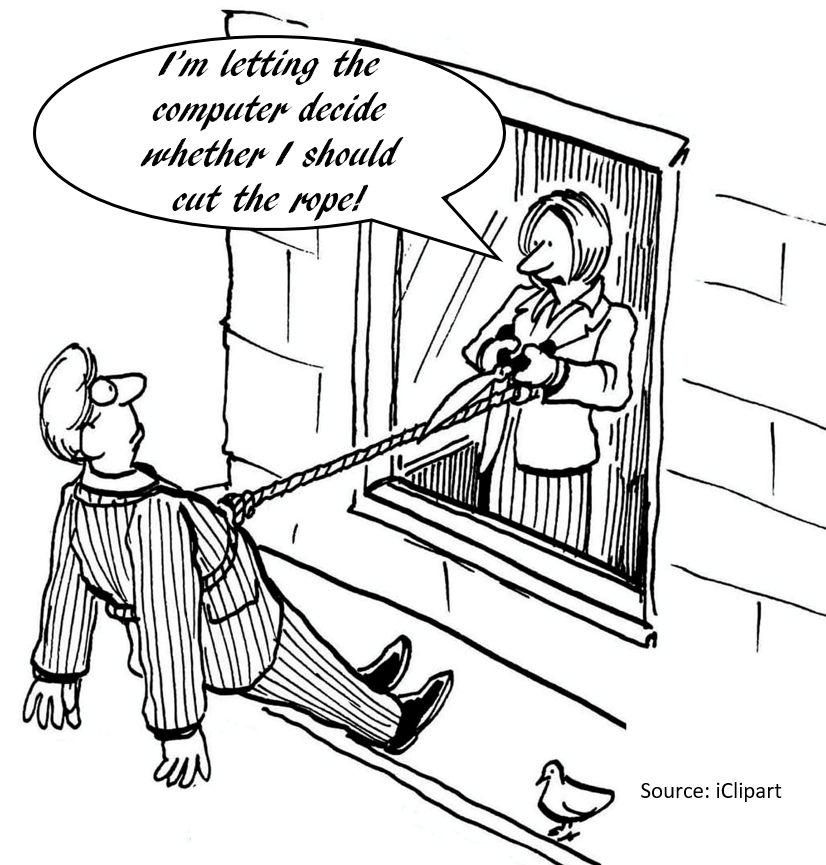 I'm letting the
computer decide
whether I should
cut the rope!
Source: iClipart